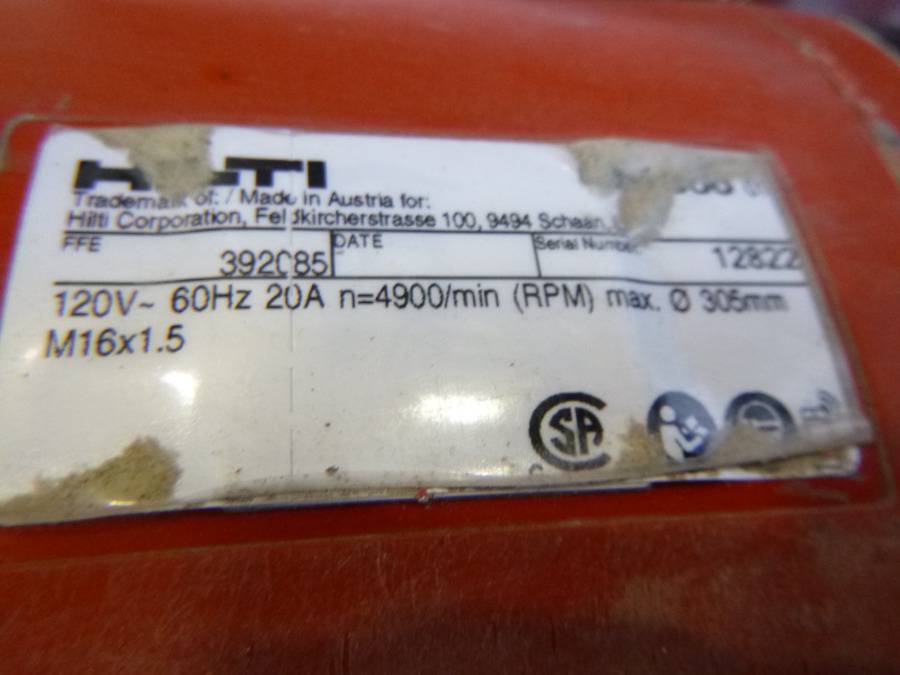 HILTI
Trademark of: / Made in Austria for:
Hilti Corporation, Feldkircherstrasse 100, 9494 Schaan,
FFE DATE Serial Number
392085 12822
120V~ 60Hz 20A n=4900/min (RPM) max. Ø 305mm
M16x1.5
CSA